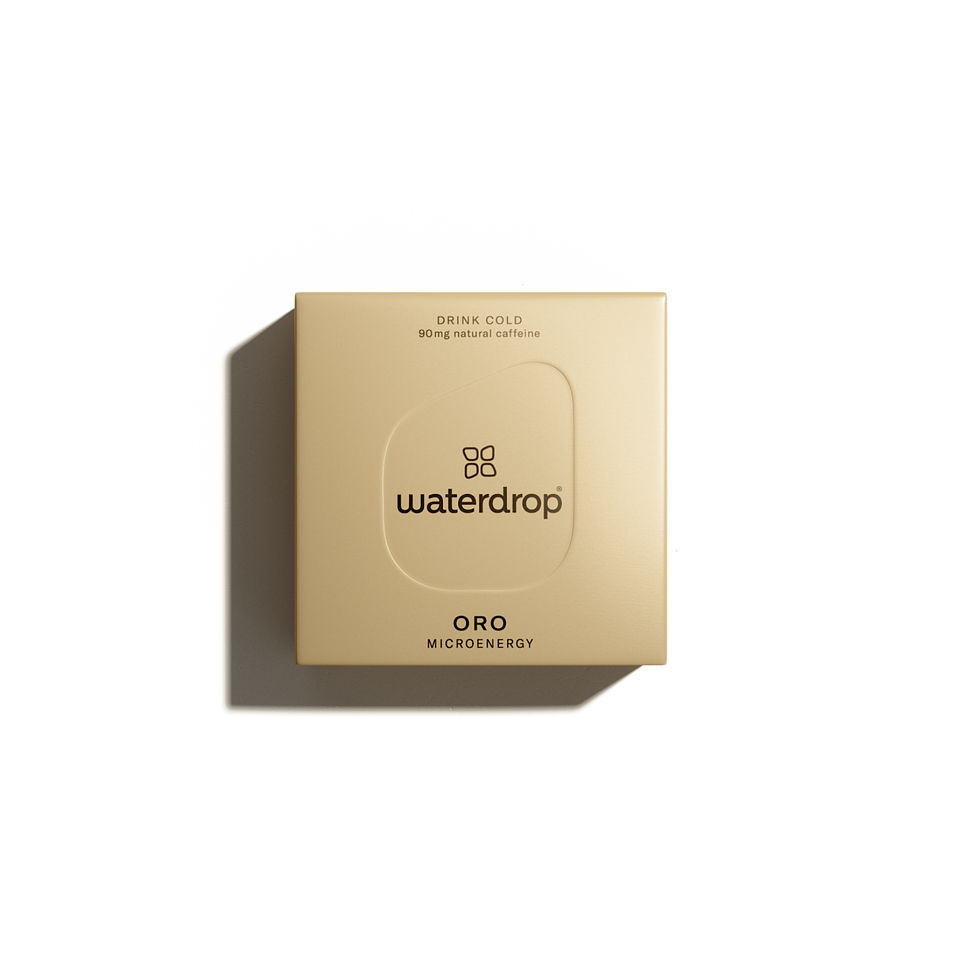 DRINK COLD
90mg natural caffeine
waterdrop®
ORO
MICROENERGY